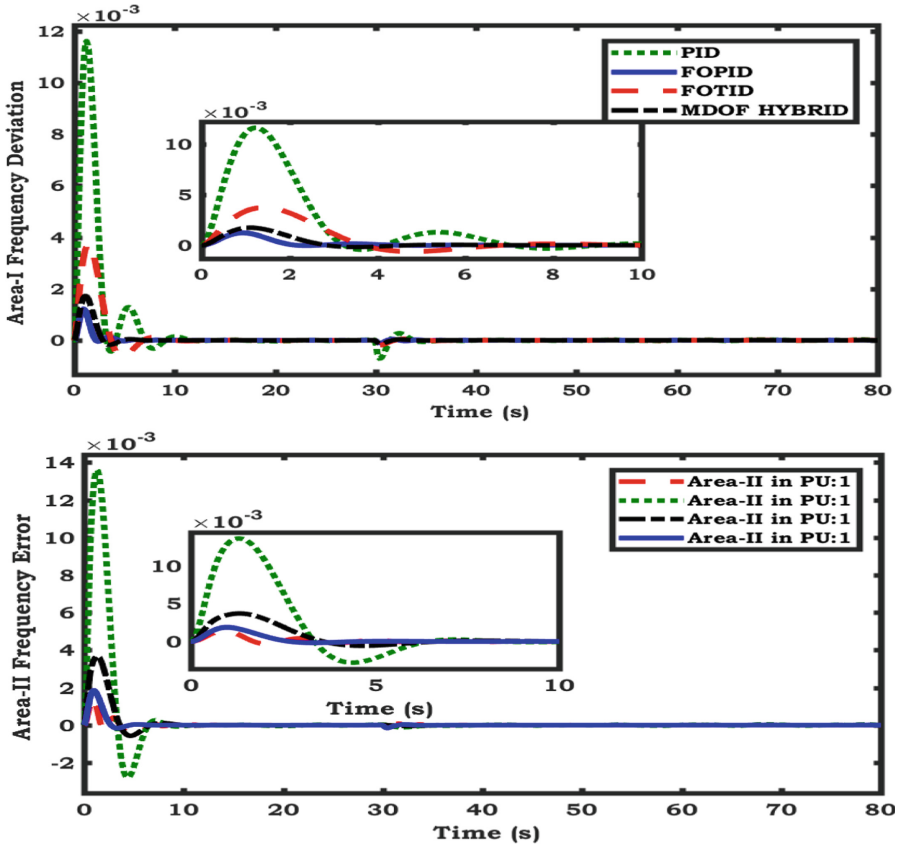 ×10-3
12
10
8
6
4
2
0
Area-I Frequency Deviation
PID
FOPID
FOTID
MDOF HYBRID
×10-3
10
5
0
0 2 4 6 8 10
0 10 20 30 40 50 60 70 80
Time (s)
×10-3
14
12
10
8
6
4
2
0
-2
Area-II Frequency Error
Area-II in PU:1
Area-II in PU:1
Area-II in PU:1
Area-II in PU:1
×10-3
10
5
0
0 5 10
Time (s)
0 10 20 30 40 50 60 70 80
Time (s)